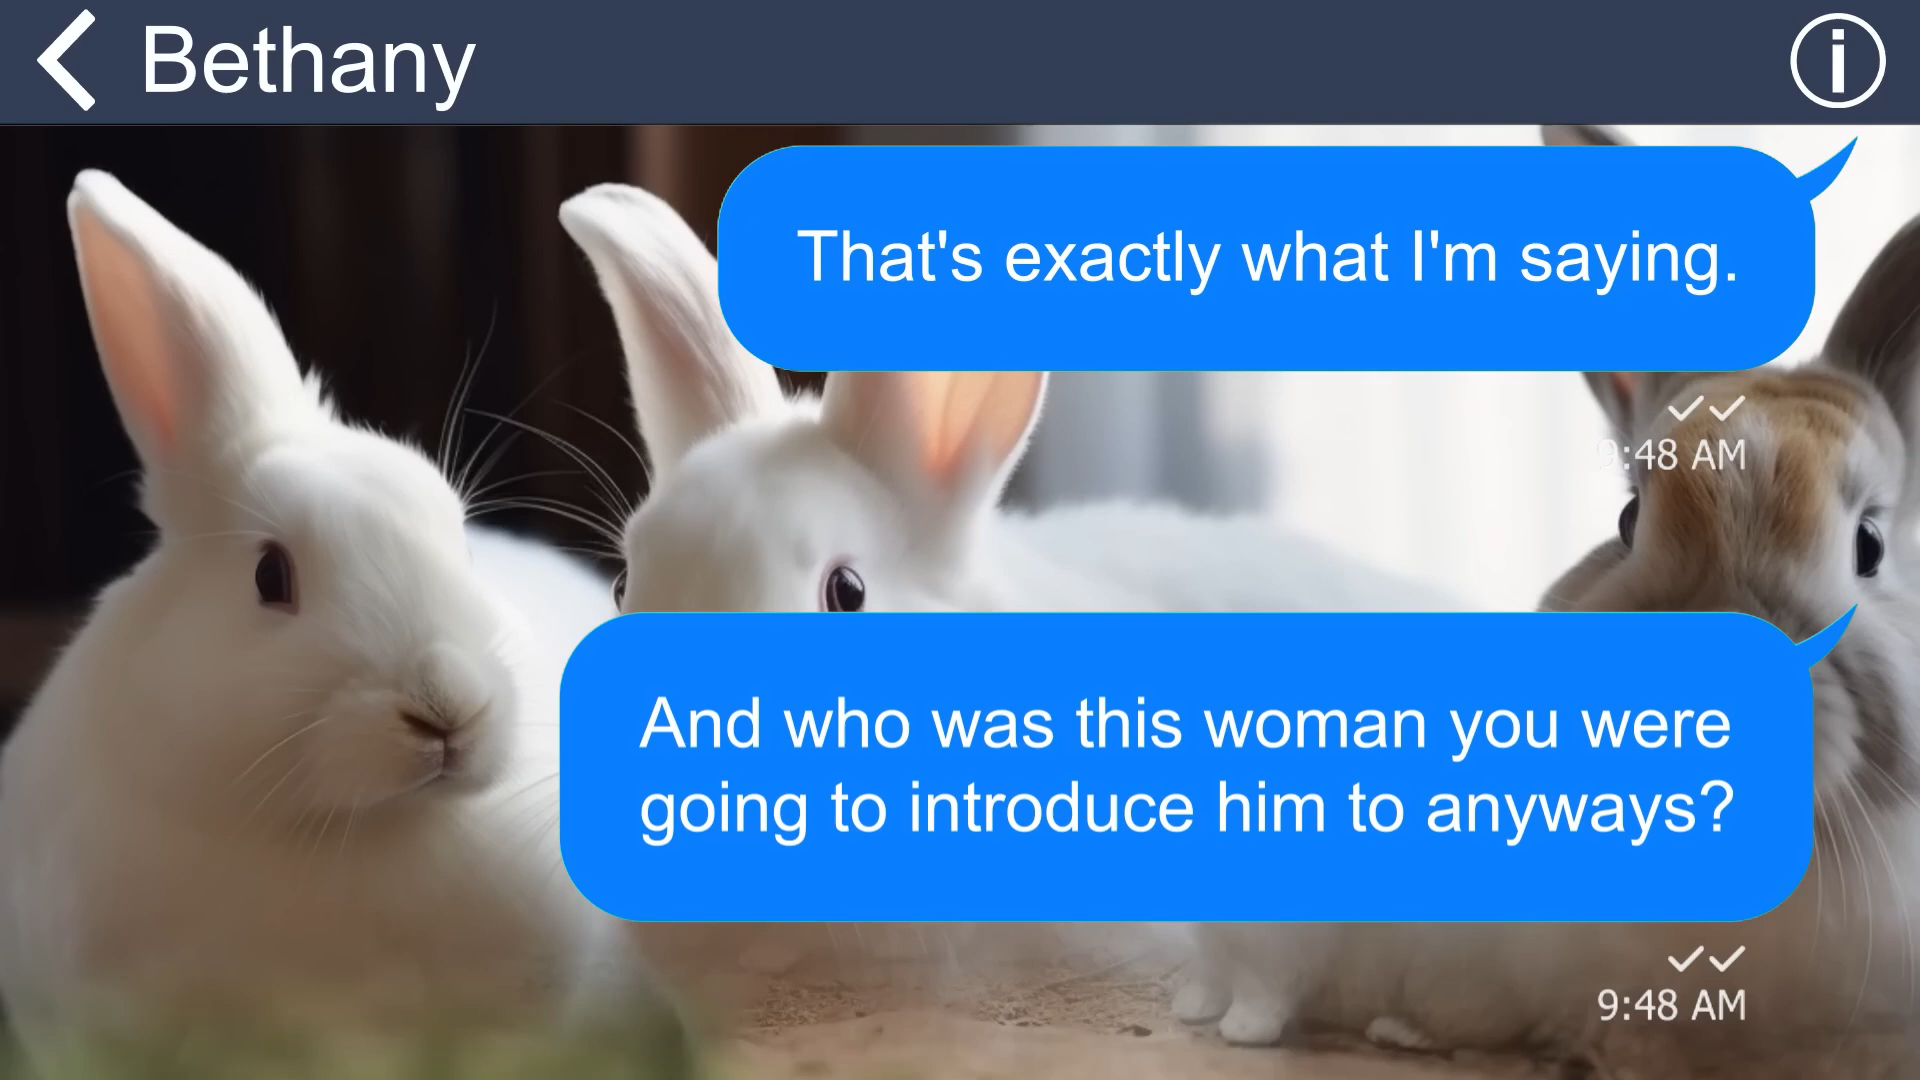 Bethany
That's exactly what I'm saying.
9:48 AM
And who was this woman you were
going to introduce him to anyways?
9:48 AM